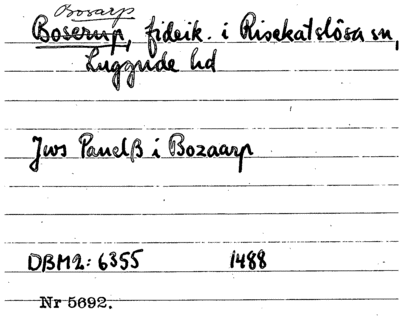 Bosarp
Boserup, fideik. i Risekatslösa sn,
Luggude hd
Jws Pauelß i Bozaarp
DBM2: 6355 1488
Nr 5692.